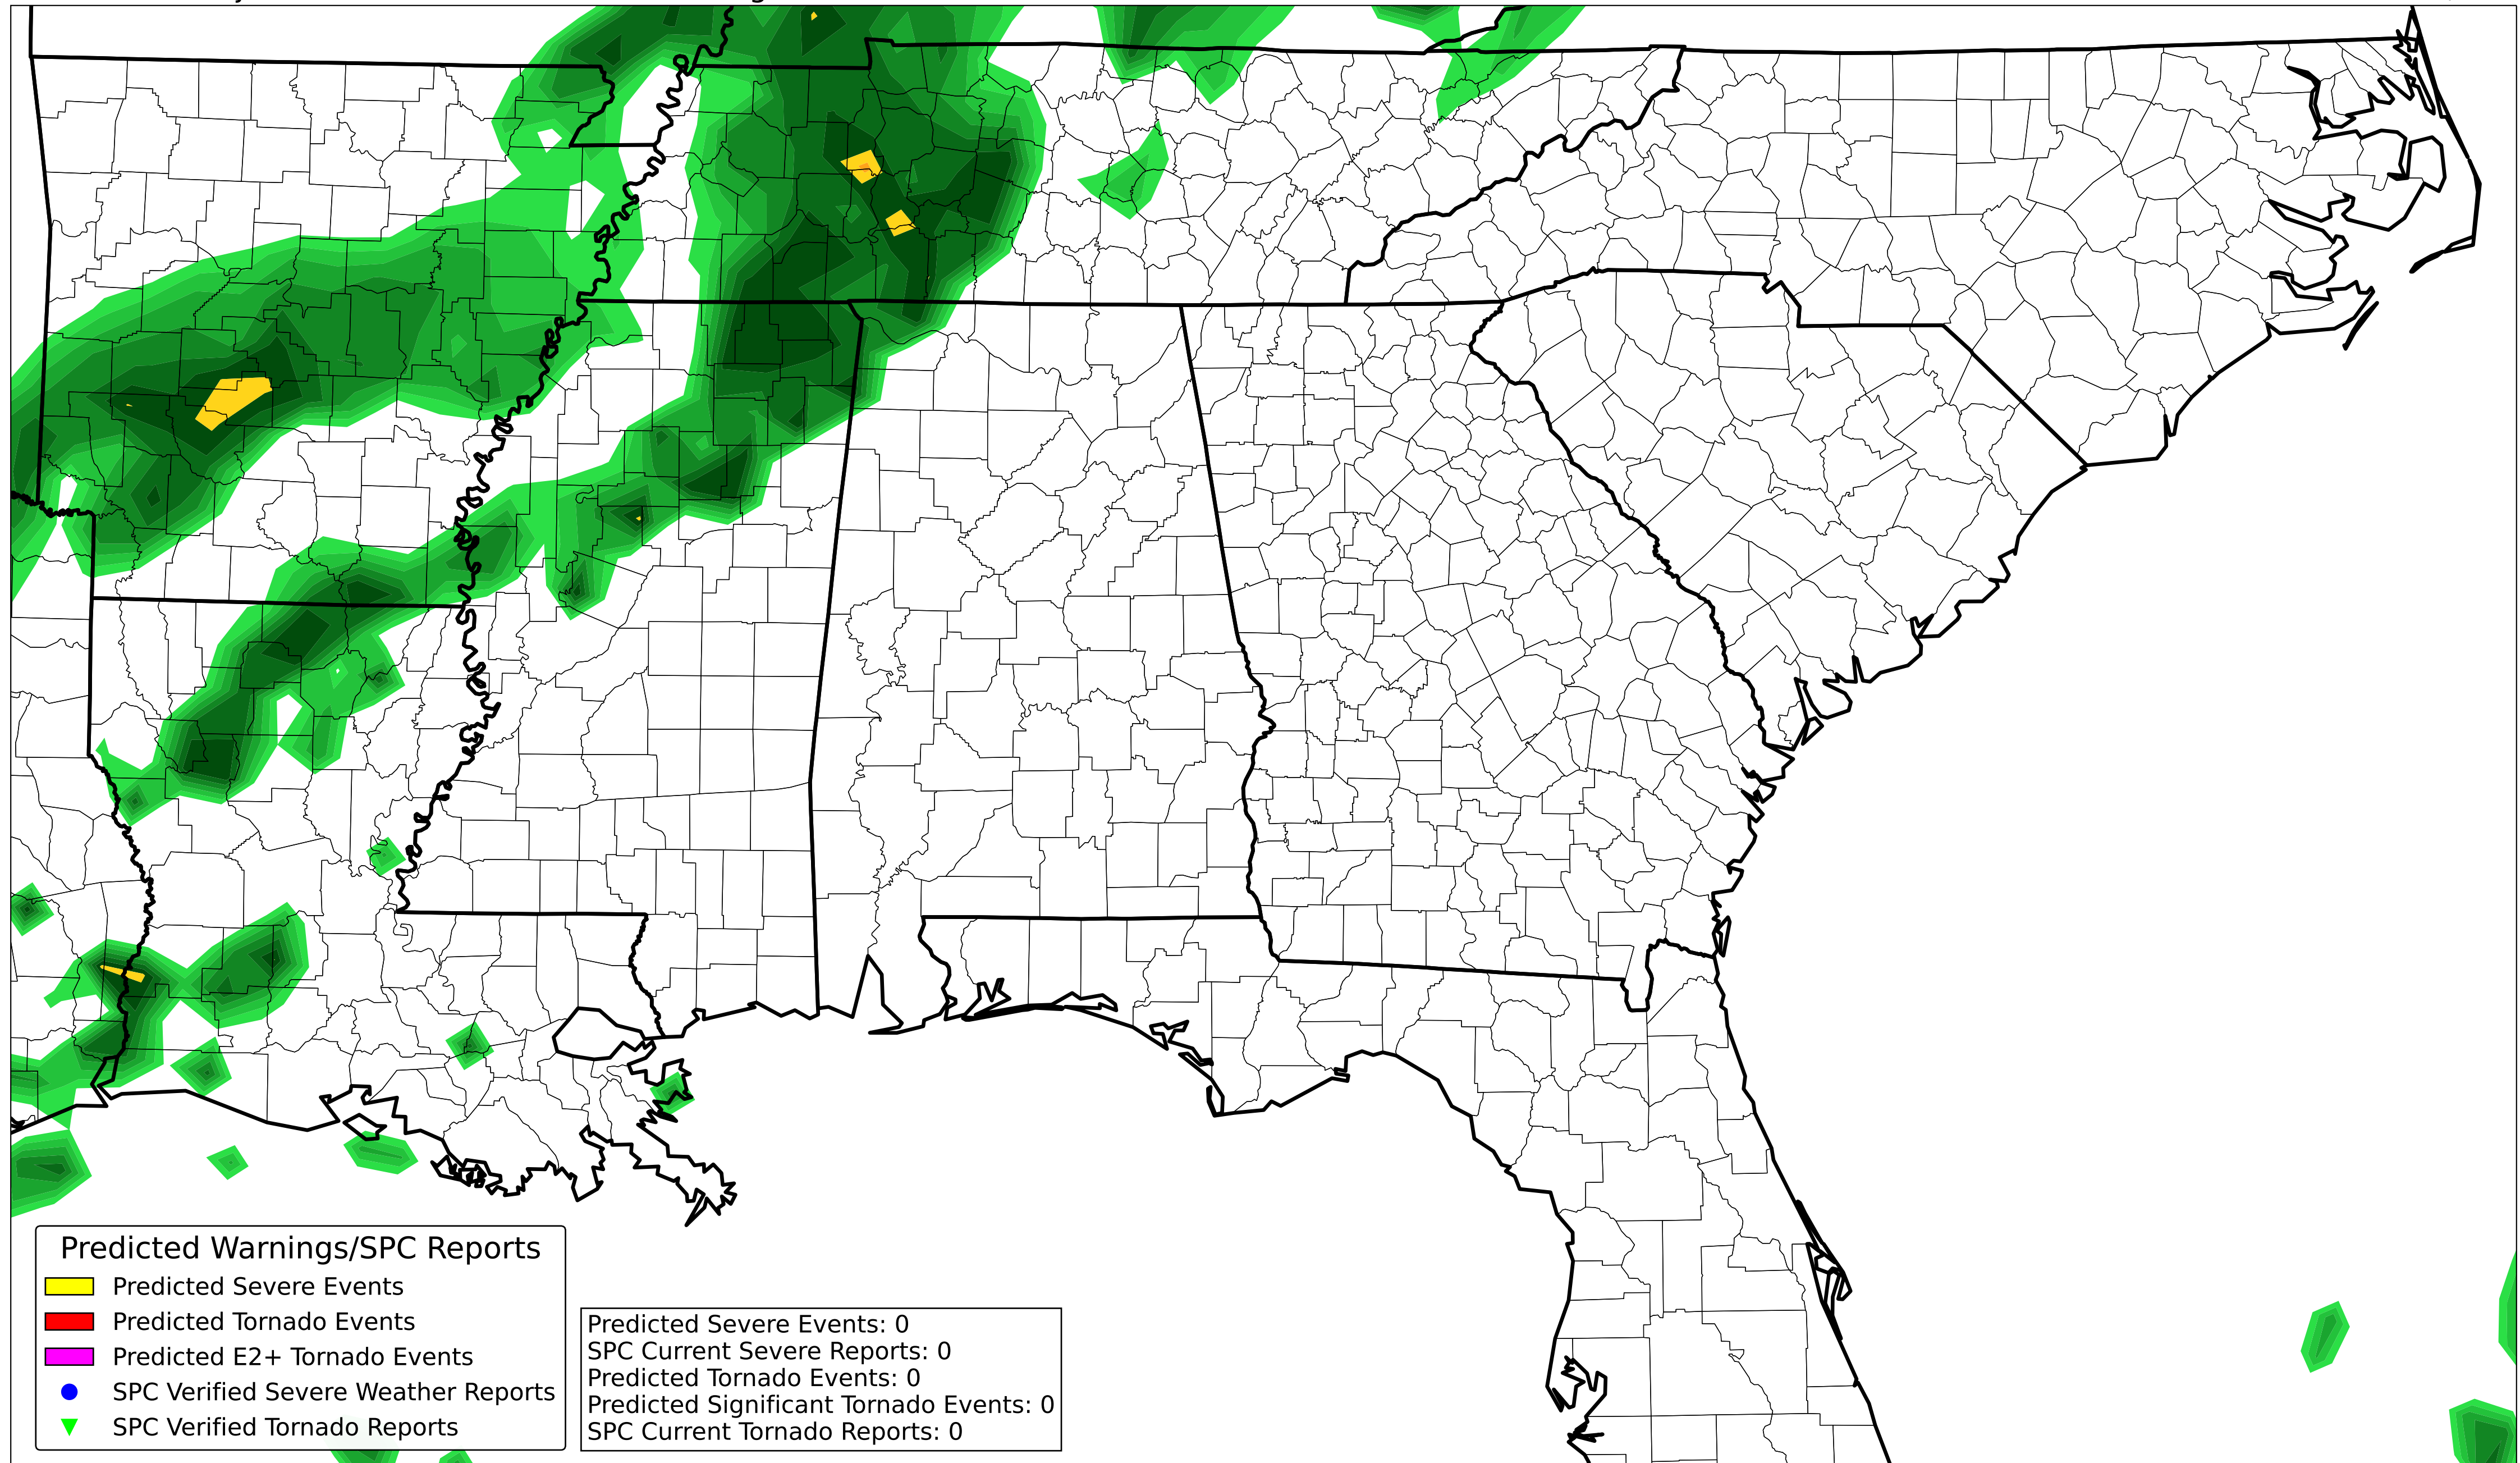 Predicted Warnings/SPC Reports
Predicted Severe Events
Predicted Tornado Events
Predicted E2+ Tornado Events
SPC Verified Severe Weather Reports
SPC Verified Tornado Reports
Predicted Severe Events: 0
SPC Current Severe Reports: 0
Predicted Tornado Events: 0
Predicted Significant Tornado Events: 0
SPC Current Tornado Reports: 0